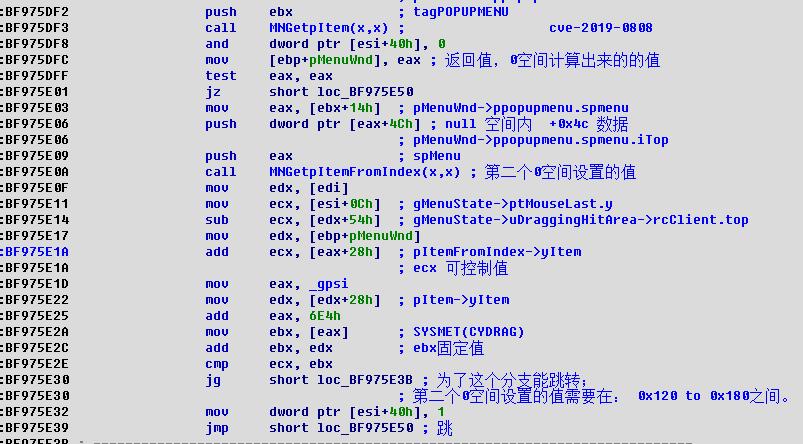 :BF975DF2 push ebx ; tagPOPUPMENU
:BF975DF3 call MNGetpItem(x,x) ; cve-2019-0808
:BF975DF8 and dword ptr [esi+40h], 0
:BF975DFC mov [ebp+pMenuWnd], eax ; 返回值，0空间计算出来的的值
:BF975DFF test eax, eax
:BF975E01 jz short loc_BF975E50
:BF975E03 mov eax, [ebx+14h] ; pMenuWnd->ppopupmenu.spmenu
:BF975E06 push dword ptr [eax+4Ch] ; null 空间内 +0x4c 数据
:BF975E06 ; pMenuWnd->ppopupmenu.spmenu.iTop
:BF975E09 push eax ; spMenu
:BF975E0A call MNGetpItemFromIndex(x,x) ; 第二个0空间设置的值
:BF975E0F mov edx, [edi]
:BF975E11 mov ecx, [esi+0Ch] ; gMenuState->ptMouseLast.y
:BF975E14 sub ecx, [edx+54h] ; gMenuState->uDraggingHitArea->rcClient.top
:BF975E17 mov edx, [ebp+pMenuWnd]
:BF975E1A add ecx, [eax+28h] ; pItemFromIndex->yItem
:BF975E1A ; ecx 可控制值
:BF975E1D mov eax, _gpsi
:BF975E22 mov edx, [edx+28h] ; pItem->yItem
:BF975E25 add eax, 6E4h
:BF975E2A mov ebx, [eax] ; SYSMET(CYDRAG)
:BF975E2C add ebx, edx ; ebx固定值
:BF975E2E cmp ecx, ebx
:BF975E30 jg short loc_BF975E3B ; 为了这个分支能跳转；
:BF975E30 ; 第二个0空间设置的值需要在： 0x120 to 0x180之间。
:BF975E32 mov dword ptr [esi+40h], 1
:BF975E39 jmp short loc_BF975E50 ; 跳